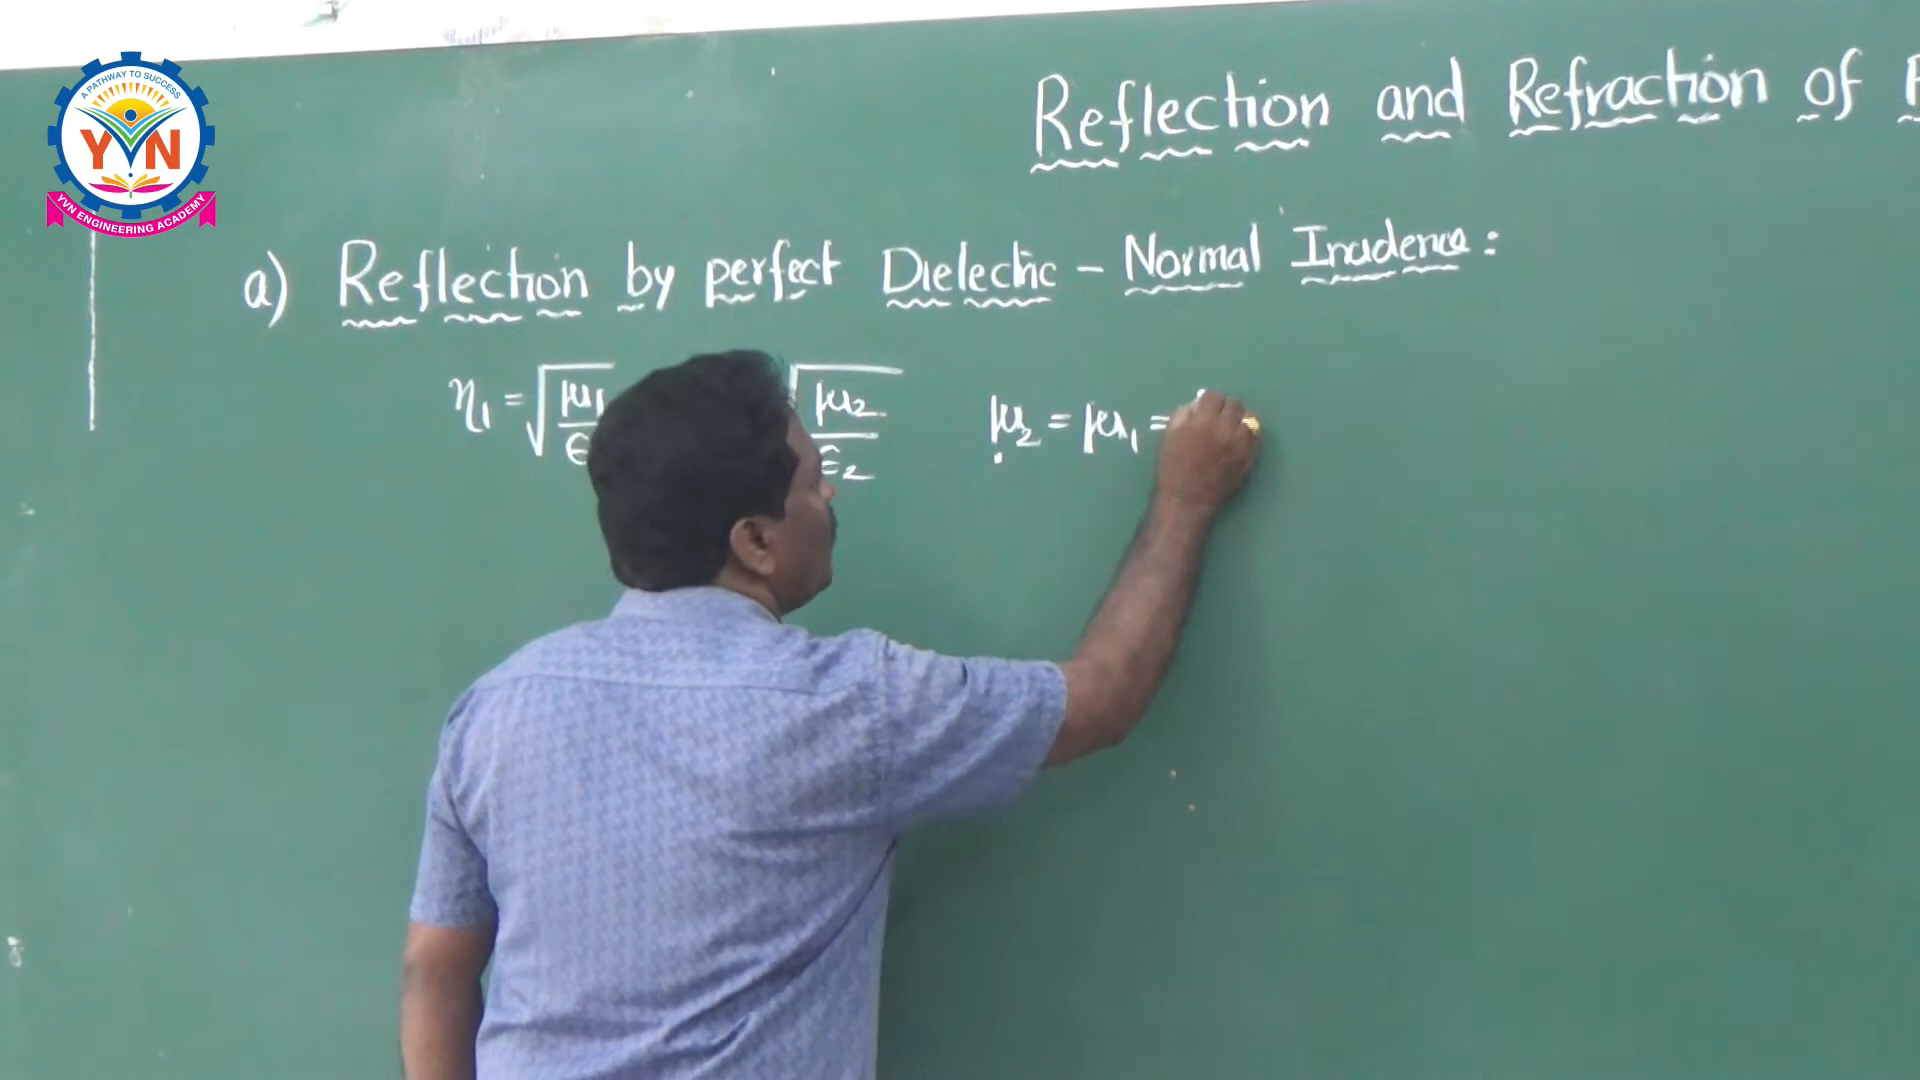 A PATHWAY TO SUCCESS
YVN
YVN ENGINEERING ACADEMY
Reflection and Refraction of
a) Reflection by perfect Dielectric - Normal Incidence:
η₁ = √μ₁/ϵ √μ₂/ϵ₂ μ₂ = μ₁ =